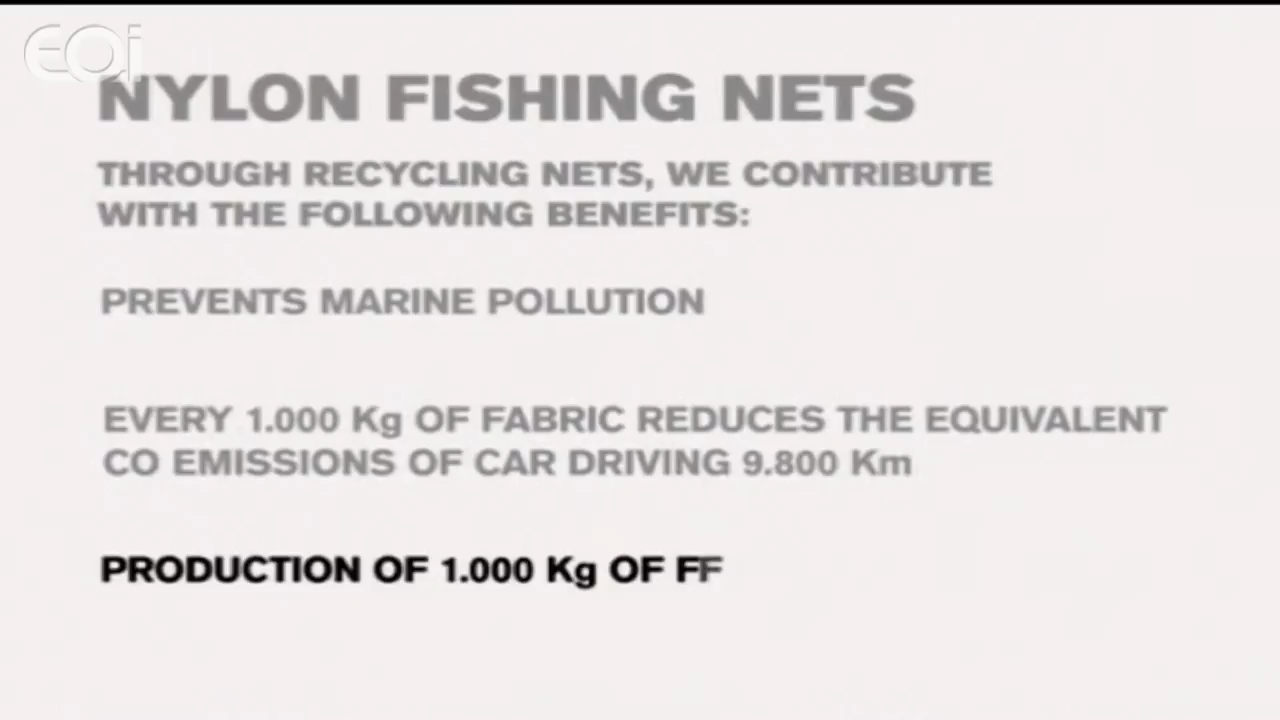 EOi
NYLON FISHING NETS
THROUGH RECYCLING NETS, WE CONTRIBUTE
WITH THE FOLLOWING BENEFITS:
PREVENTS MARINE POLLUTION
EVERY 1.000 Kg OF FABRIC REDUCES THE EQUIVALENT
CO EMISSIONS OF CAR DRIVING 9.800 Km
PRODUCTION OF 1.000 Kg OF FF